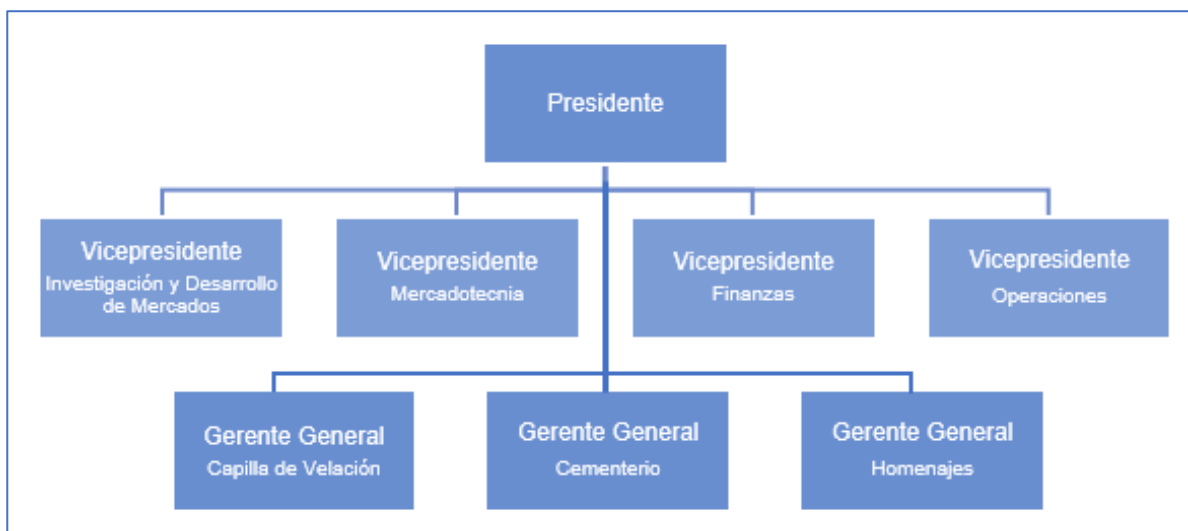 Presidente
Vicepresidente
Investigación y Desarrollo
de Mercados
Vicepresidente
Mercadotecnia
Vicepresidente
Finanzas
Vicepresidente
Operaciones
Gerente General
Capilla de Velación
Gerente General
Cementerio
Gerente General
Homenajes